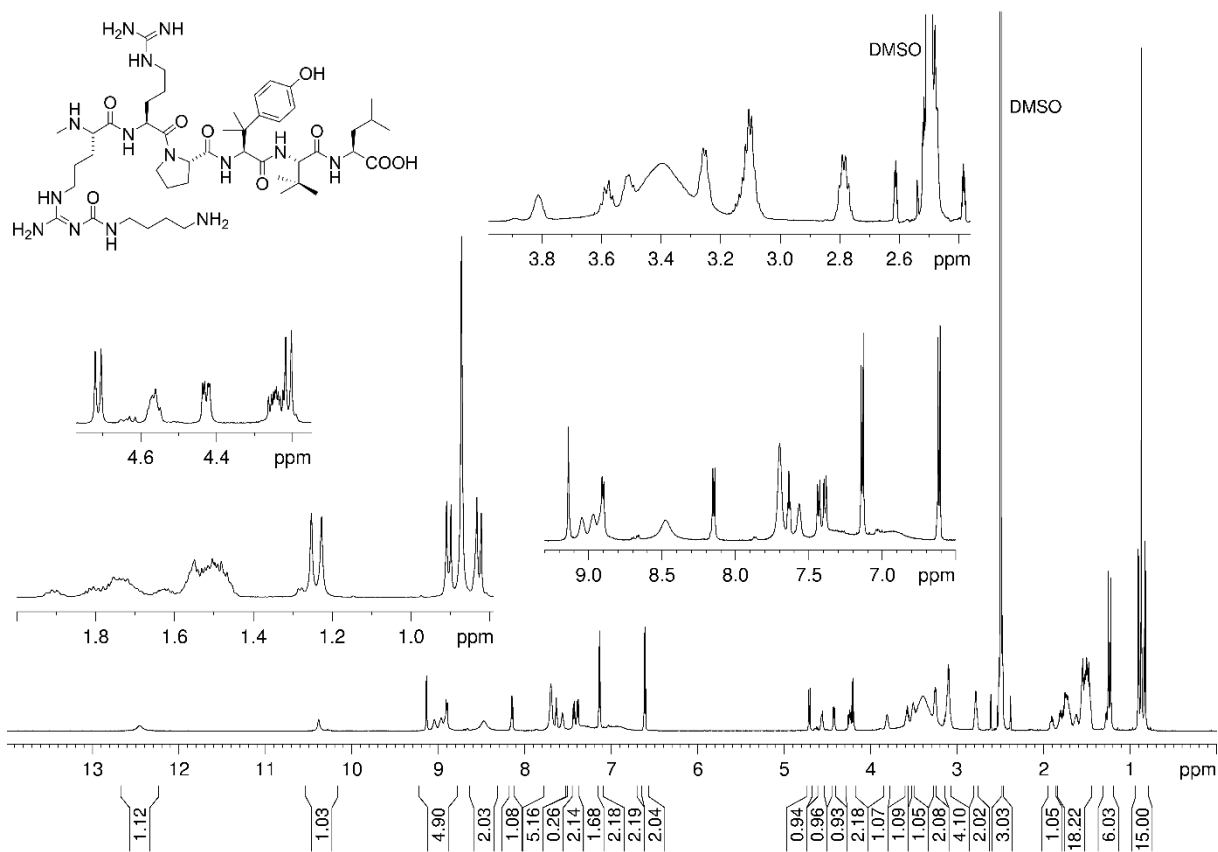 H₂N NH
HN
OH
O O
H
N N
H
O
N
O
N
H
O
H
N
O
N
H
COOH
HN
O
H₂N N N
H
NH₂
DMSO
3.8 3.6 3.4 3.2 3.0 2.8 2.6 ppm
DMSO
4.6 4.4 ppm
9.0 8.5 8.0 7.5 7.0 ppm
1.8 1.6 1.4 1.2 1.0 ppm
13 12 11 10 9 8 7 6 5 4 3 2 1 ppm
1.12 1.03 4.90 2.03 1.08 5.16 0.26 2.14 1.68 2.18 2.19 2.04 0.94 0.96 0.93 2.18 1.07 1.09 1.05 2.08 4.10 2.02 3.03 1.05 18.22 6.03 15.00